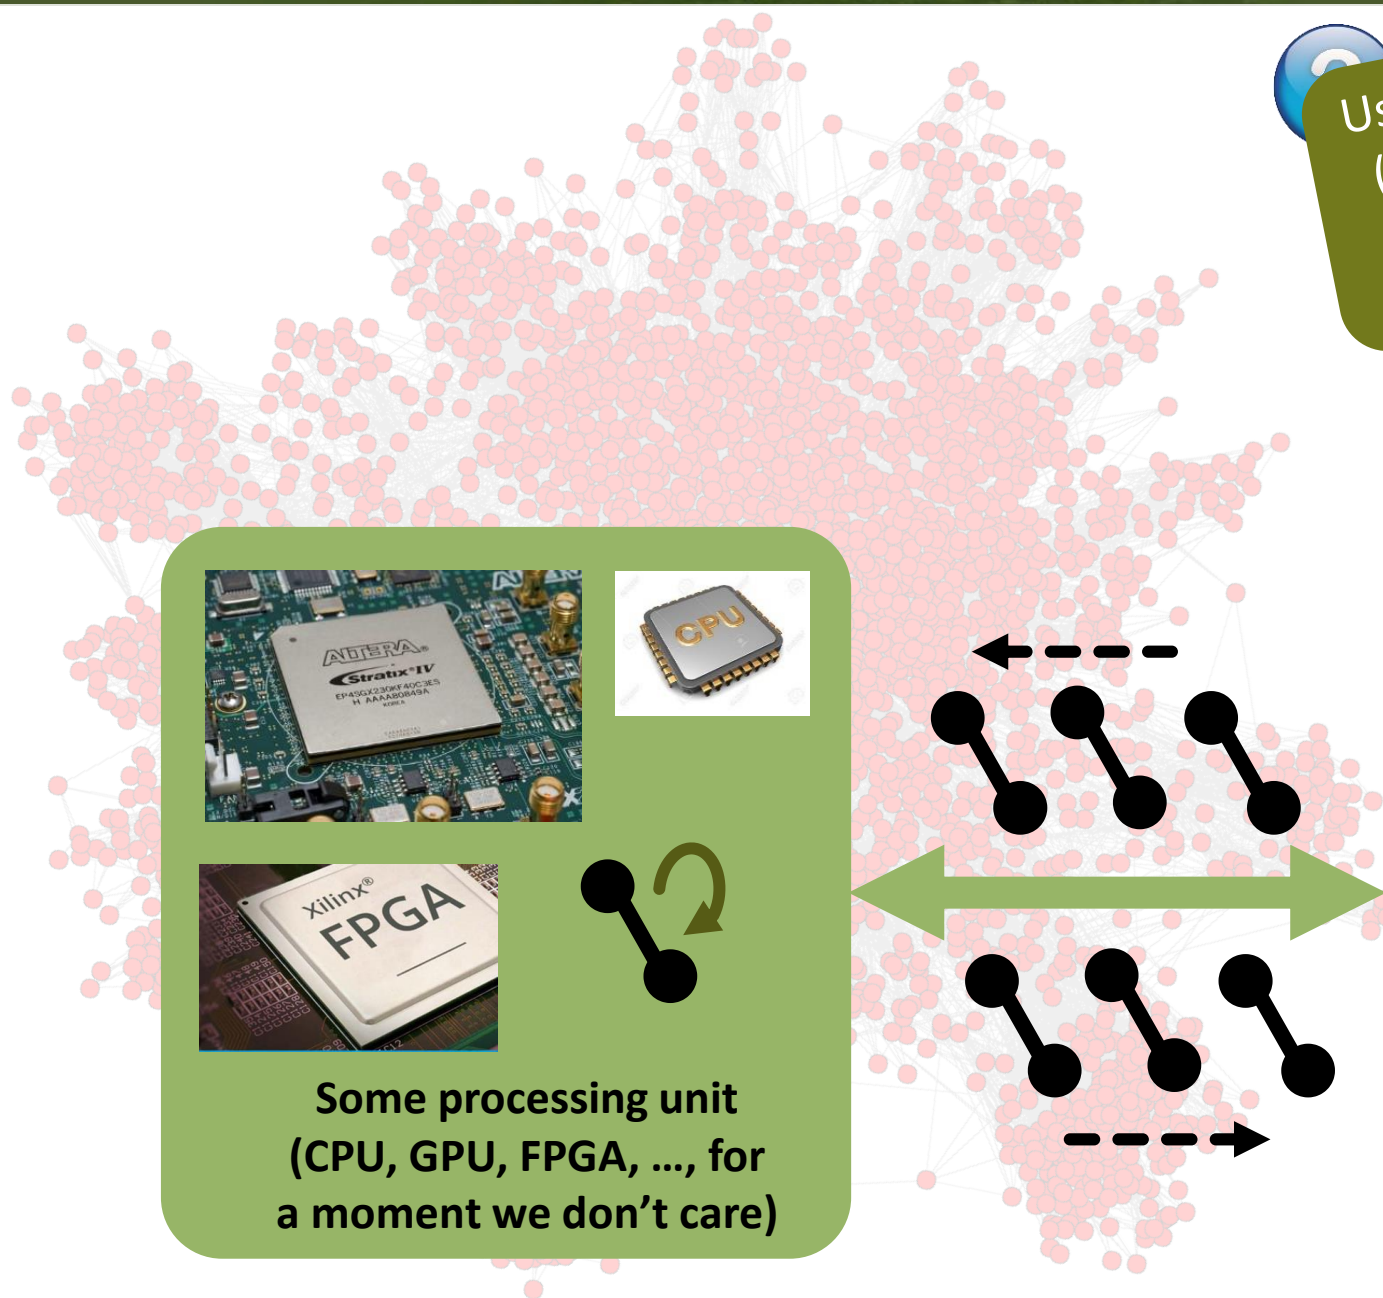 Us
(
ALTERA®
Stratix®IV
EP4SGX230KF40C3ES
H AAAA80849A
KOREA
CPU
Xilinx®
FPGA
Some processing unit
(CPU, GPU, FPGA, …, for
a moment we don’t care)